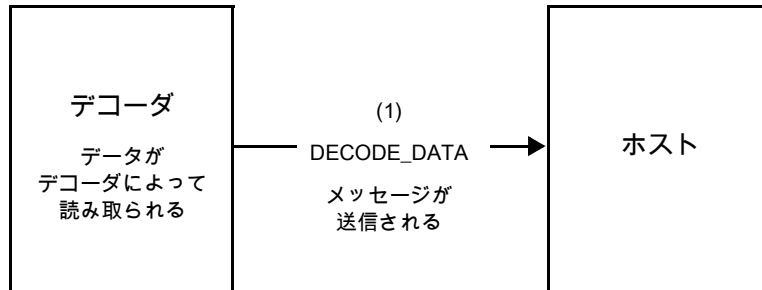 デコーダ
データが
デコーダによって
読み取られる
(1)
DECODE_DATA
メッセージが
送信される
ホスト